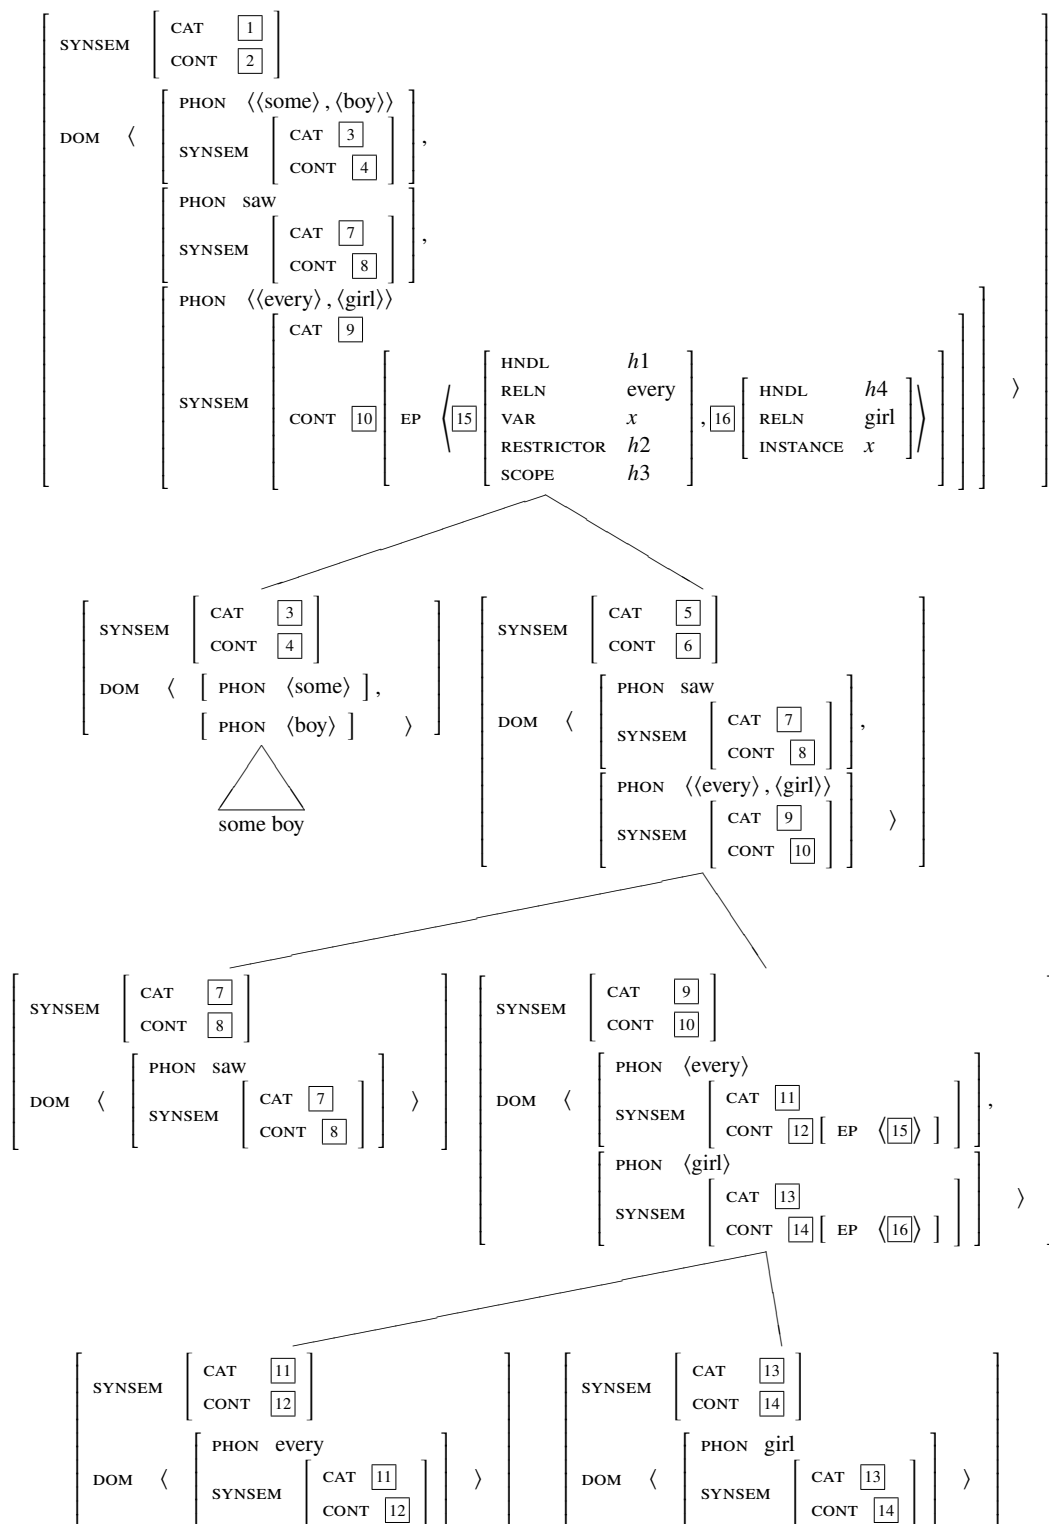 SYNSEM [ CAT 1
CONT 2 ]
DOM ⟨ [ PHON ⟨⟨some⟩ , ⟨boy⟩⟩
SYNSEM [ CAT 3
CONT 4 ] ] ,
[ PHON saw
SYNSEM [ CAT 7
CONT 8 ] ] ,
[ PHON ⟨⟨every⟩ , ⟨girl⟩⟩
SYNSEM [ CAT 9
CONT 10 [ EP ⟨ 15 [ HNDL h1
RELN every
VAR x
RESTRICTOR h2
SCOPE h3 ] , 16 [ HNDL h4
RELN girl
INSTANCE x ] ⟩ ] ] ] ⟩
SYNSEM [ CAT 3
CONT 4 ]
DOM ⟨ [ PHON ⟨some⟩ ] ,
[ PHON ⟨boy⟩ ] ⟩
some boy
SYNSEM [ CAT 5
CONT 6 ]
DOM ⟨ [ PHON saw
SYNSEM [ CAT 7
CONT 8 ] ] ,
[ PHON ⟨⟨every⟩ , ⟨girl⟩⟩
SYNSEM [ CAT 9
CONT 10 ] ] ⟩
SYNSEM [ CAT 7
CONT 8 ]
DOM ⟨ [ PHON saw
SYNSEM [ CAT 7
CONT 8 ] ] ⟩
SYNSEM [ CAT 9
CONT 10 ]
DOM ⟨ [ PHON ⟨every⟩
SYNSEM [ CAT 11
CONT 12 [ EP ⟨ 15 ⟩ ] ] ] ,
[ PHON ⟨girl⟩
SYNSEM [ CAT 13
CONT 14 [ EP ⟨ 16 ⟩ ] ] ] ⟩
SYNSEM [ CAT 11
CONT 12 ]
DOM ⟨ [ PHON every
SYNSEM [ CAT 11
CONT 12 ] ] ⟩
SYNSEM [ CAT 13
CONT 14 ]
DOM ⟨ [ PHON girl
SYNSEM [ CAT 13
CONT 14 ] ] ⟩